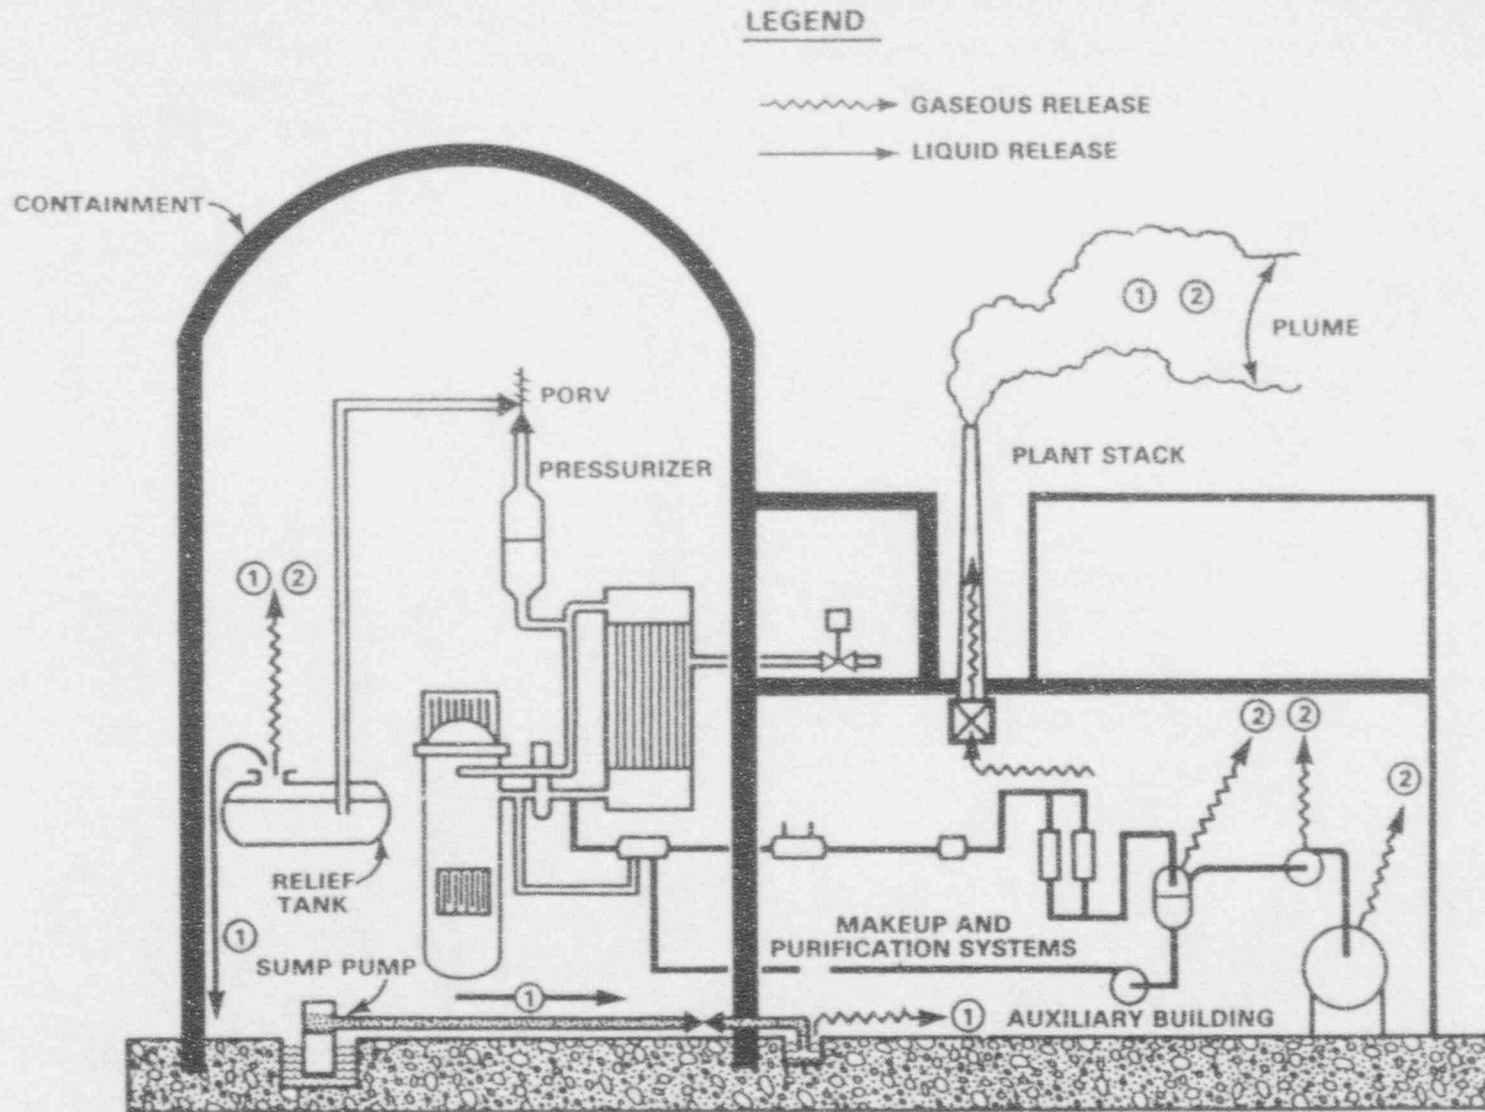 LEGEND
GASEOUS RELEASE
LIQUID RELEASE
CONTAINMENT
① ②
PLUME
PORV
PLANT STACK
PRESSURIZER
① ②
② ②
②
RELIEF
TANK
MAKEUP AND
PURIFICATION SYSTEMS
①
SUMP PUMP
①
① AUXILIARY BUILDING